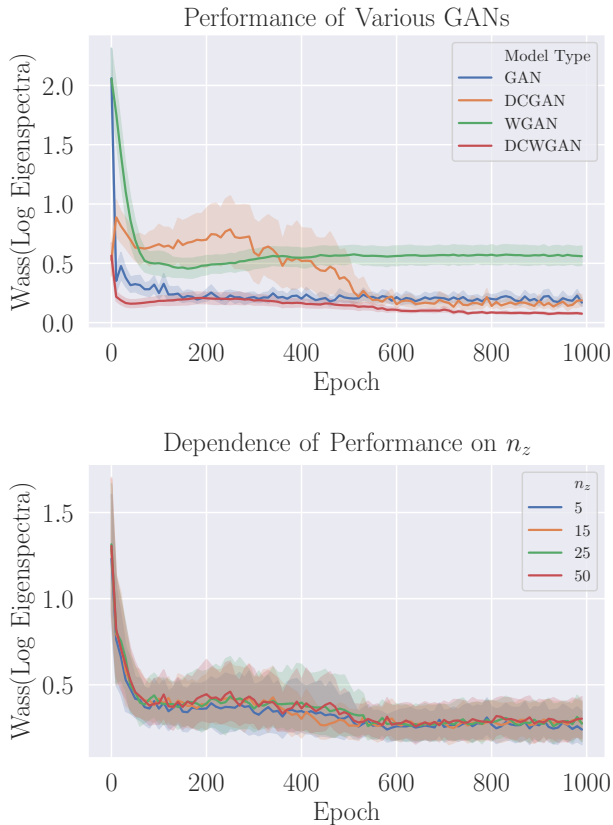 Performance of Various GANs
Wass(Log Eigenspectra)
2.0
1.5
1.0
0.5
0.0
Model Type
GAN
DCGAN
WGAN
DCWGAN
0
200
400
600
800
1000
Epoch
Dependence of Performance on n_z
Wass(Log Eigenspectra)
1.5
1.0
0.5
n_z
5
15
25
50
0
200
400
600
800
1000
Epoch